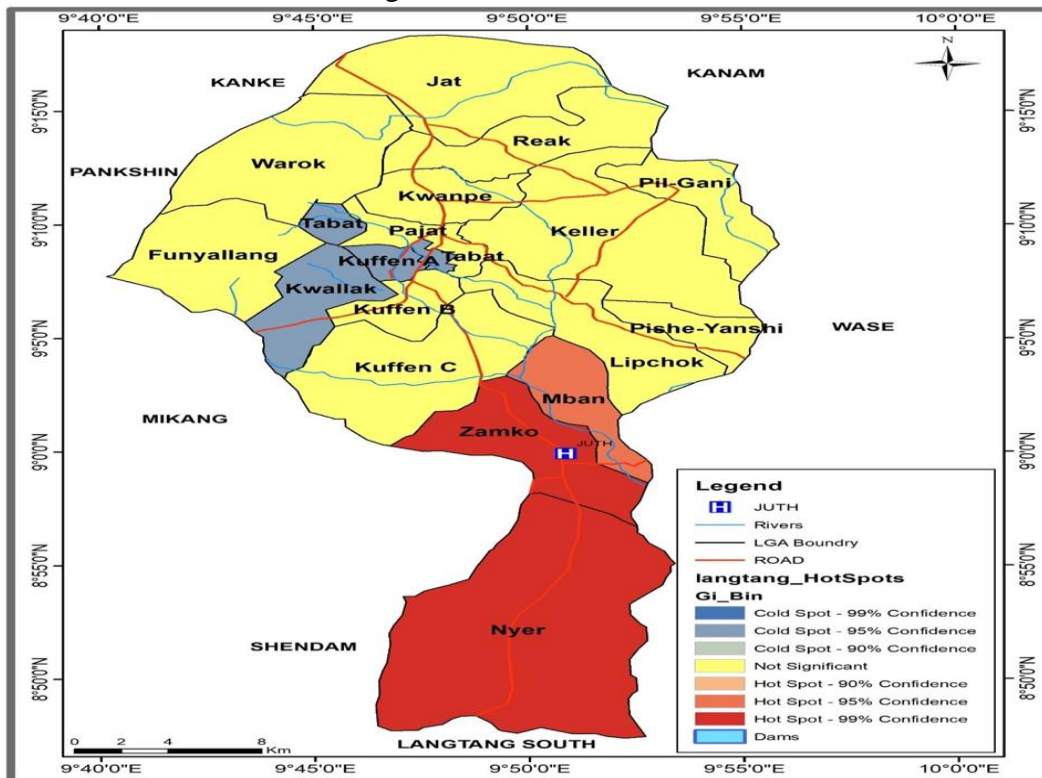 9°40'0"E
9°45'0"E
9°50'0"E
9°55'0"E
10°0'0"E
N
KANKE
KANAM
Jat
9°15'0"N
9°15'0"N
Reak
Warok
PANKSHIN
Pil-Gani
Kwanpe
Tabat
Pajat
Keller
9°10'0"N
9°10'0"N
Funyallang
Kuffen A
Tabat
Kwallak
Kuffen B
Pishe-Yanshi
WASE
9°5'0"N
9°5'0"N
Kuffen C
Lipchok
Mban
MIKANG
Zamko
JUTH
H
9°0'0"N
9°0'0"N
Legend
H JUTH
Rivers
LGA Boundry
ROAD
langtang_HotSpots
Gi_Bin
Cold Spot - 99% Confidence
Cold Spot - 95% Confidence
Cold Spot - 90% Confidence
Not Significant
Hot Spot - 90% Confidence
Hot Spot - 95% Confidence
Hot Spot - 99% Confidence
Dams
8°55'0"N
8°55'0"N
Nyer
SHENDAM
8°50'0"N
8°50'0"N
LANGTANG SOUTH
0 2 4 8
Km
9°40'0"E
9°45'0"E
9°50'0"E
9°55'0"E
10°0'0"E